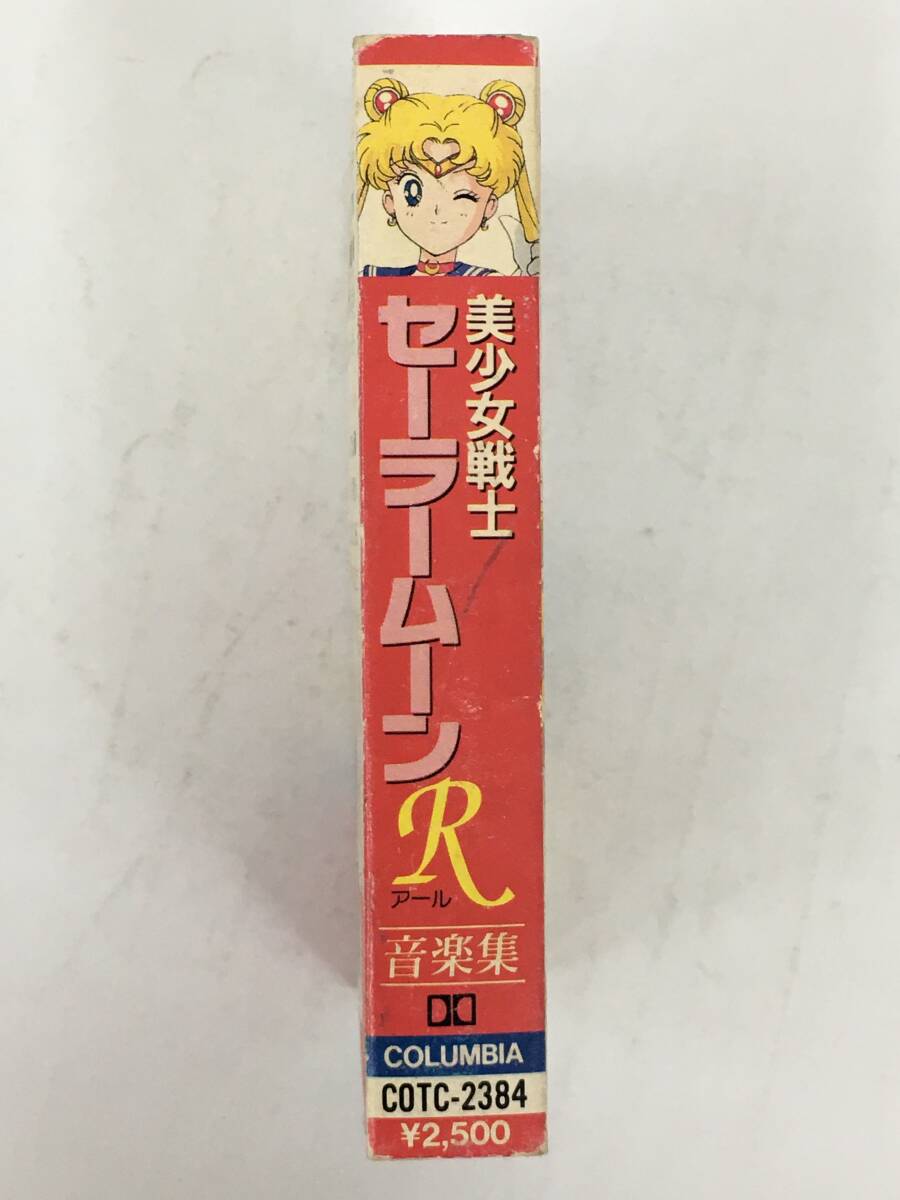 美少女戦士
セーラームーン
R
アール
音楽集
COLUMBIA
COTC-2384
¥2,500